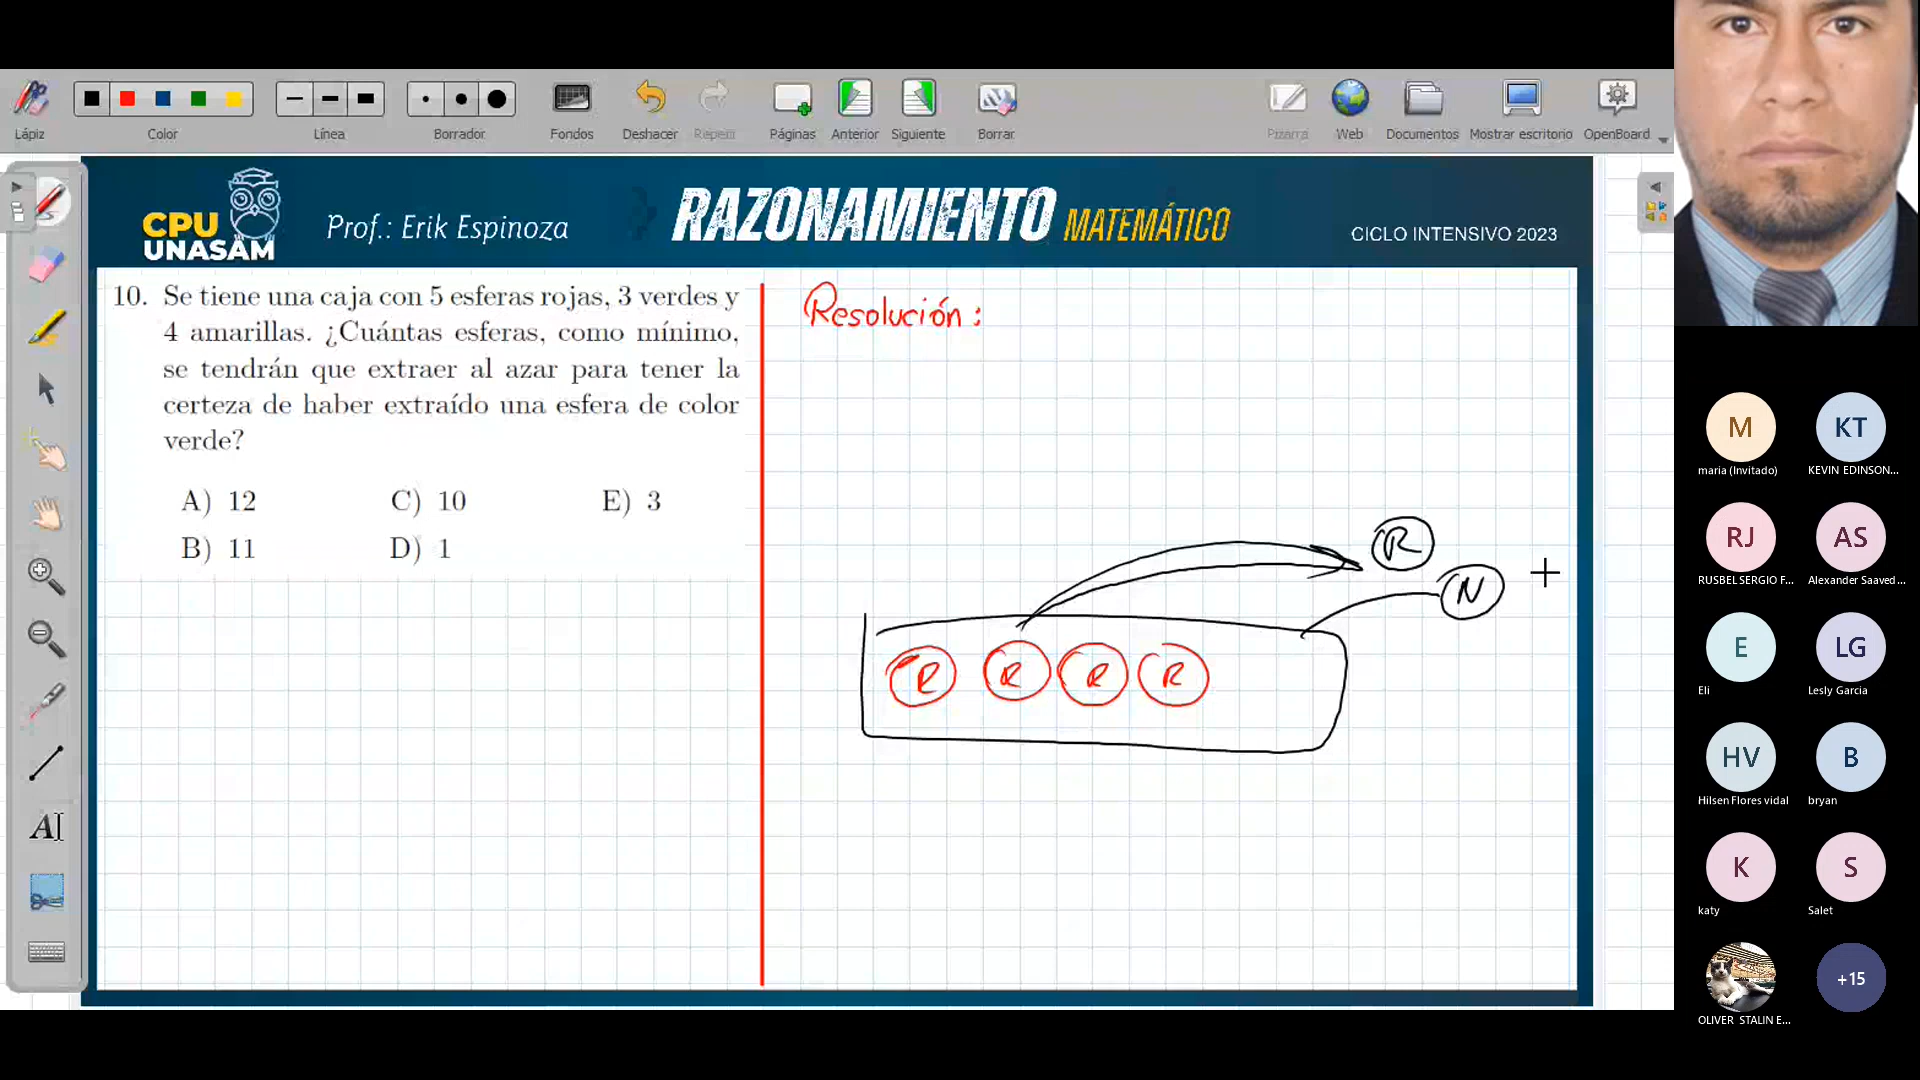 Lápiz
Color
Línea
Borrador
Fondos
Deshacer
Repetir
Páginas
Anterior
Siguiente
Borrar
Pizarra
Web
Documentos
Mostrar escritorio
OpenBoard
CPU
UNASAM
Prof.: Erik Espinoza
RAZONAMIENTO MATEMÁTICO
CICLO INTENSIVO 2023
10. Se tiene una caja con 5 esferas rojas, 3 verdes y
4 amarillas. ¿Cuántas esferas, como mínimo,
se tendrán que extraer al azar para tener la
certeza de haber extraído una esfera de color
verde?
A) 12 C) 10 E) 3
B) 11 D) 1
Resolución:
R
N
R R R R
M KT
maria (Invitado) KEVIN EDINSON...
RJ AS
RUSBEL SERGIO F... Alexander Saaved...
E LG
Eli Lesly Garcia
HV B
Hilsen Flores vidal bryan
K S
katy Salet
+15
OLIVER STALIN E...